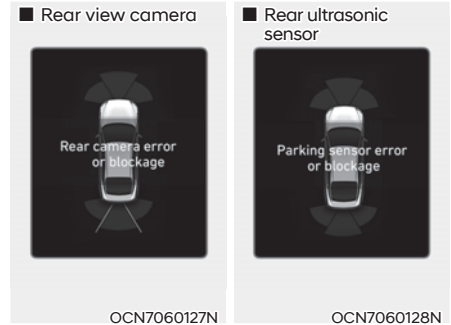 ■ Rear view camera
Rear camera error
or blockage
OCN7060127N
■ Rear ultrasonic
sensor
Parking sensor error
or blockage
OCN7060128N